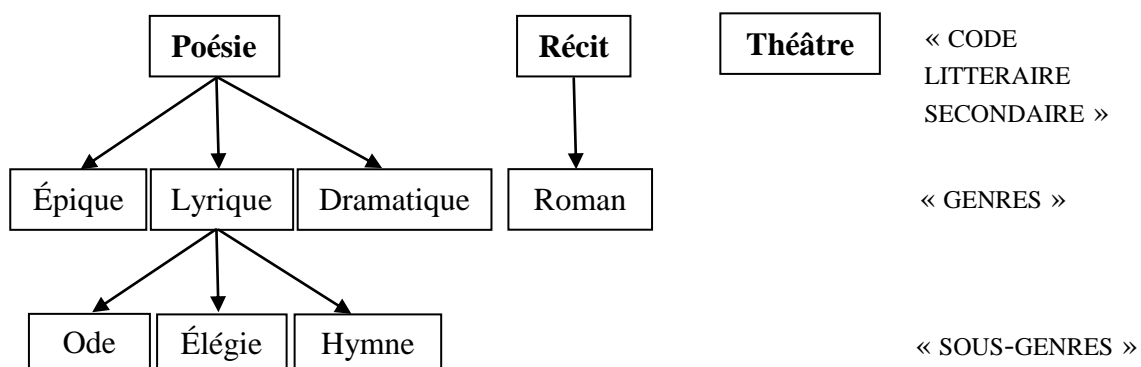 Poésie Récit Théâtre « CODE
LITTERAIRE
SECONDAIRE »
Épique Lyrique Dramatique Roman « GENRES »
Ode Élégie Hymne « SOUS-GENRES »